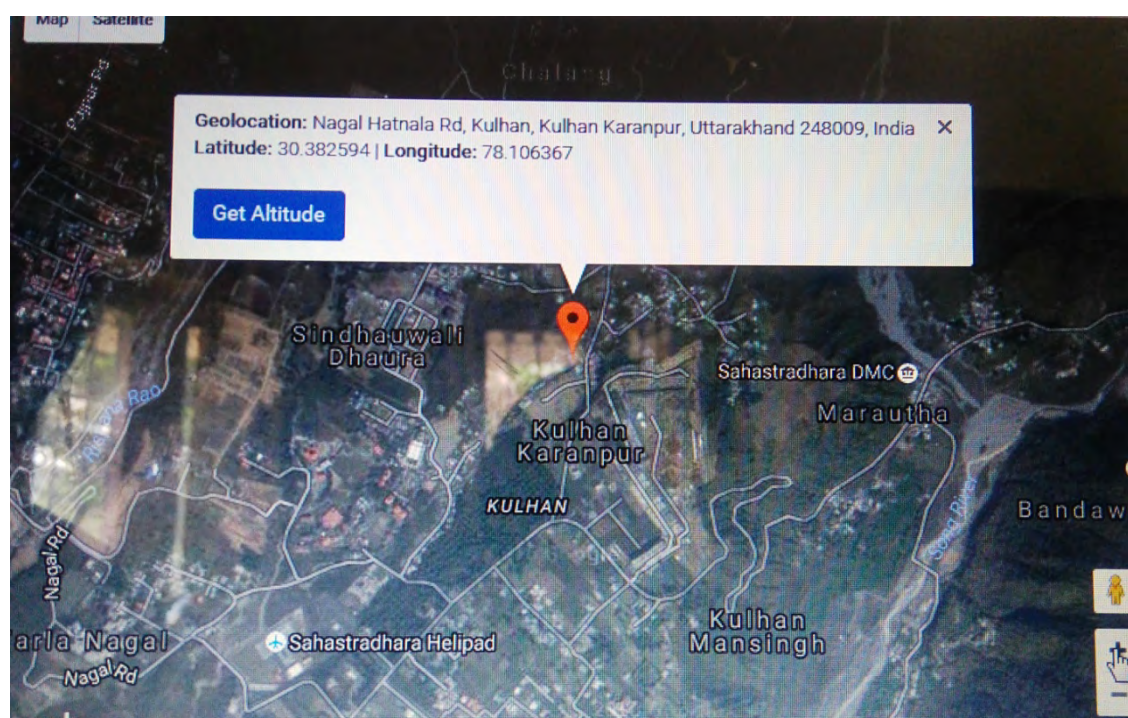 Map Satellite
Chalang
Geolocation: Nagal Hatnala Rd, Kulhan, Kulhan Karanpur, Uttarakhand 248009, India
Latitude: 30.382594 | Longitude: 78.106367
Get Altitude
Sindhauwali
Dhaura
Sahastradhara DMC
Marautha
Kulhan
Karanpur
KULHAN
Song River
Bandaw
Nagal Rd
Kulhan
Mansingh
arla Nagal
Sahastradhara Helipad
Nagal Rd